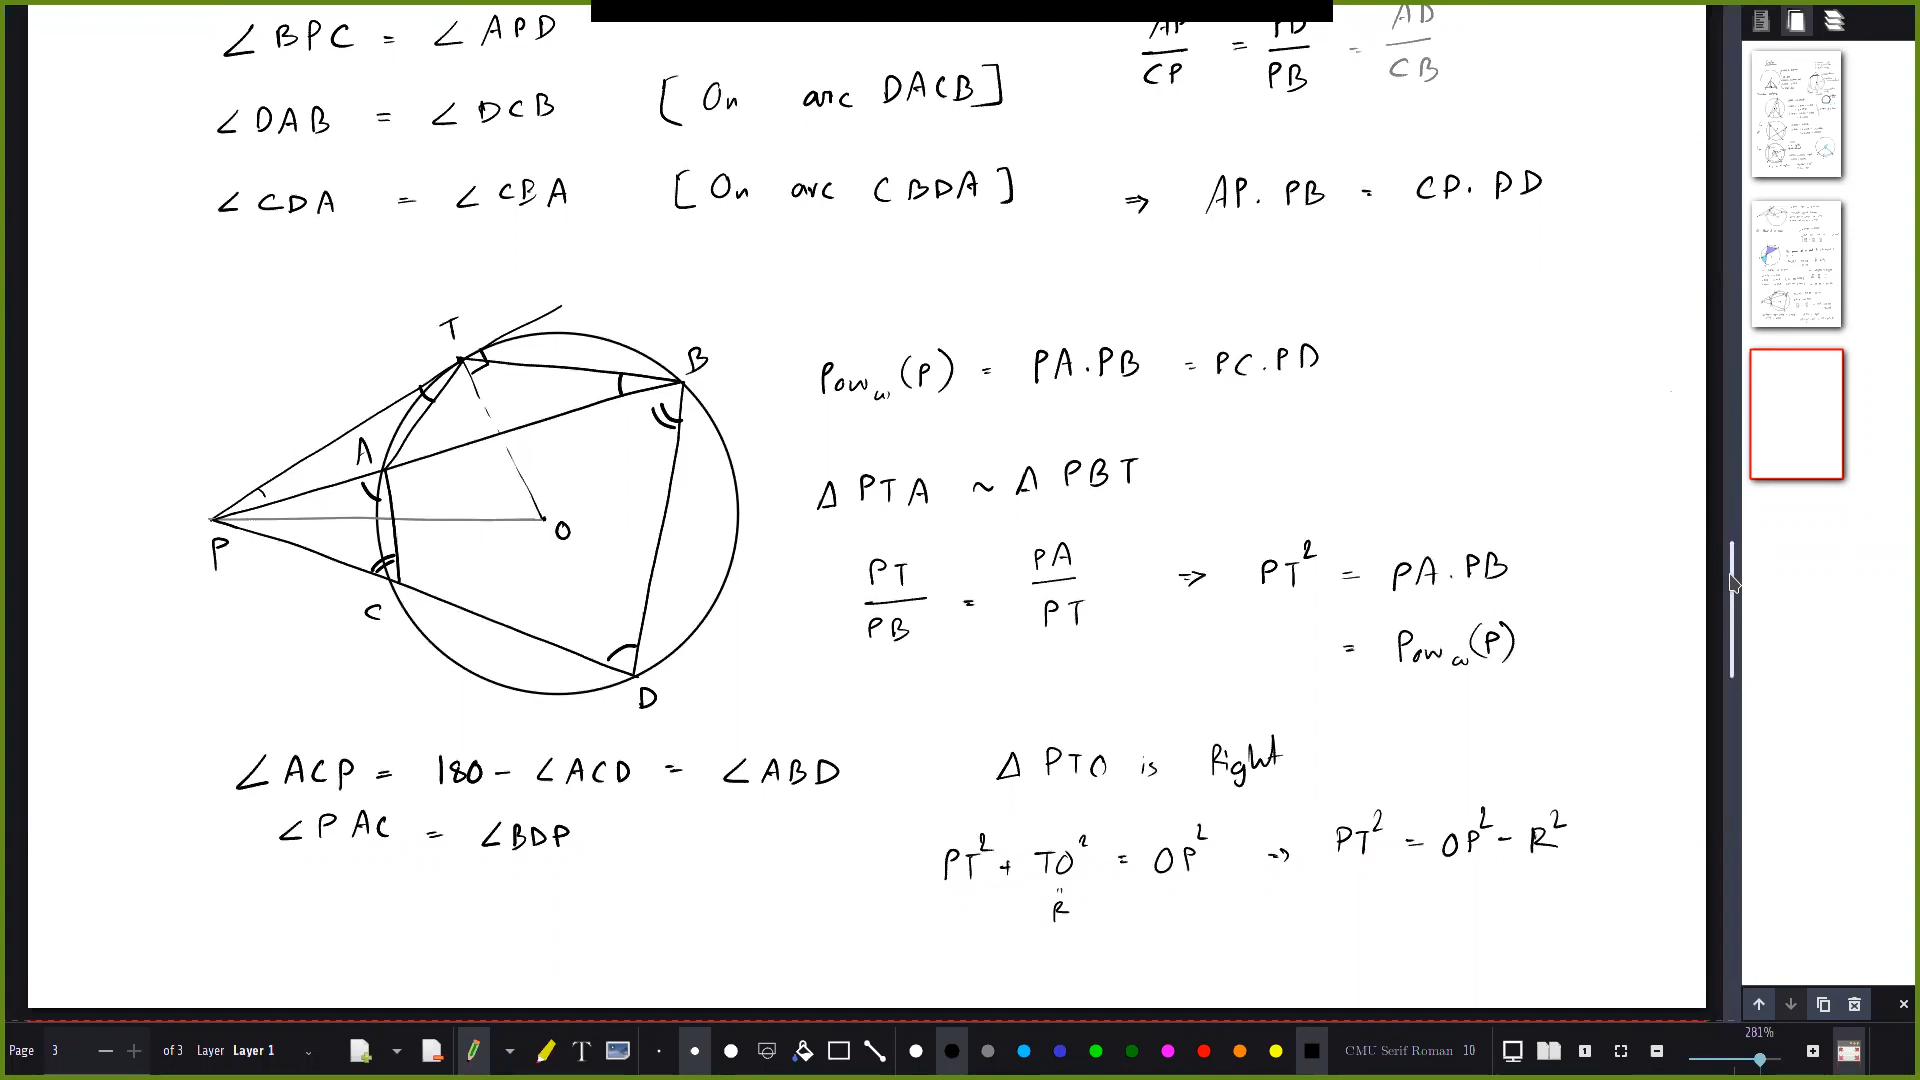 ∠BPC = ∠APD
AP/CP = PD/PB = AD/CB
∠DAB = ∠DCB [On arc DACB]
∠CDA = ∠CBA [On arc CBDA]
⇒ AP.PB = CP.PD
T
B
A
P
O
C
D
Pow_ω(P) = PA.PB = PC.PD
Δ PTA ~ Δ PBT
PT/PB = PA/PT ⇒ PT² = PA.PB
= Pow_ω(P)
∠ACP = 180 - ∠ACD = ∠ABD
∠PAC = ∠BDP
Δ PTO is Right
PT² + TO² = OP² ⇒ PT² = OP² - R²
"
R
281%
Page 3 of 3 Layer Layer 1 CMU Serif Roman 10